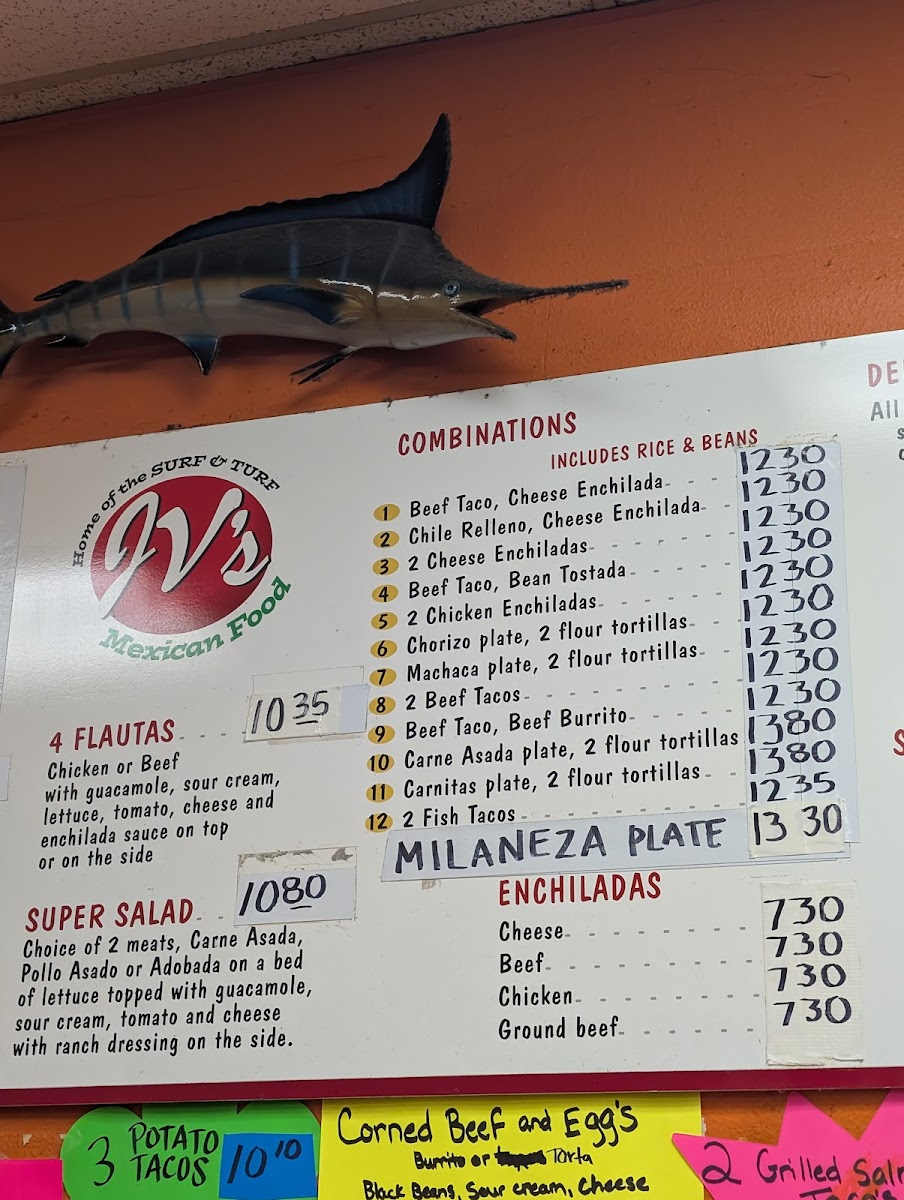 Home of the SURF & TURF
JV's
Mexican Food
4 FLAUTAS 10 35
Chicken or Beef
with guacamole, sour cream,
lettuce, tomato, cheese and
enchilada sauce on top
or on the side
SUPER SALAD 1080
Choice of 2 meats, Carne Asada,
Pollo Asado or Adobada on a bed
of lettuce topped with guacamole,
sour cream, tomato and cheese
with ranch dressing on the side.
COMBINATIONS
INCLUDES RICE & BEANS
1 Beef Taco, Cheese Enchilada 1230
2 Chile Relleno, Cheese Enchilada 1230
3 2 Cheese Enchiladas 1230
4 Beef Taco, Bean Tostada 1230
5 2 Chicken Enchiladas 1230
6 Chorizo plate, 2 flour tortillas 1230
7 Machaca plate, 2 flour tortillas 1230
8 2 Beef Tacos 1230
9 Beef Taco, Beef Burrito 1230
10 Carne Asada plate, 2 flour tortillas 1380
11 Carnitas plate, 2 flour tortillas 1380
12 2 Fish Tacos 1235
MILANEZA PLATE 13 30
ENCHILADAS
Cheese 730
Beef 730
Chicken 730
Ground beef 730
DE
All
3 POTATO
TACOS 10 10
Corned Beef and Egg's
Burrito or Torta
Black Beans, Sour cream, Cheese
2 Grilled